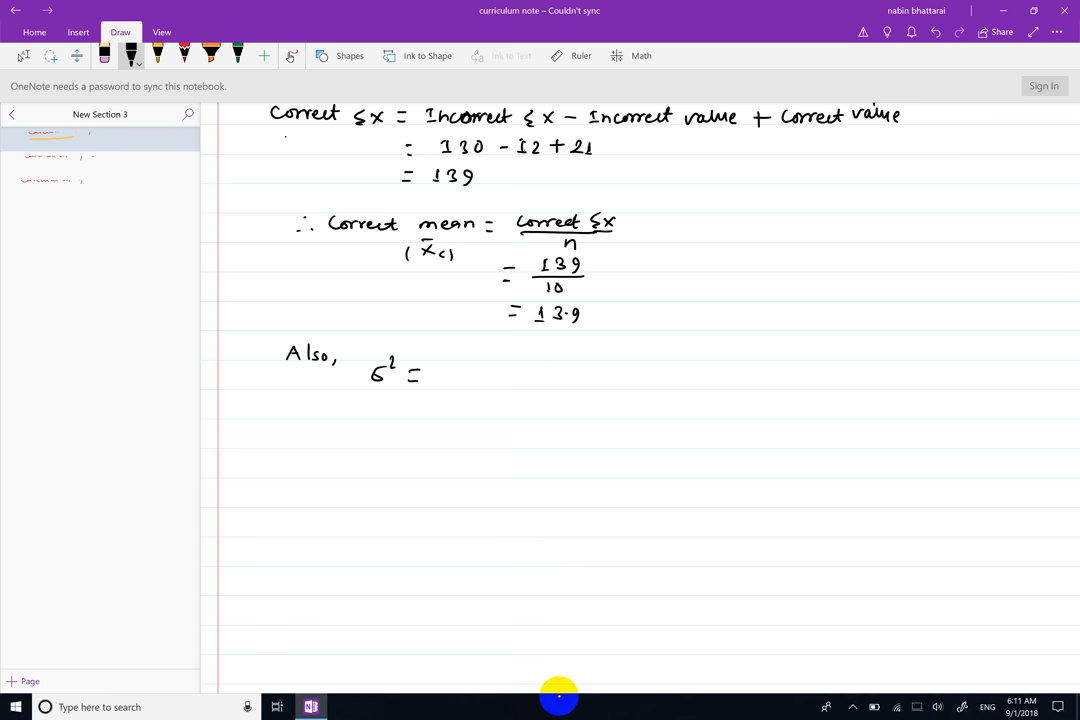 curriculum note – Couldn't sync
nabin bhattarai
Home Insert Draw View
Share
Shapes Ink to Shape Ink to Text Ruler Math
OneNote needs a password to sync this notebook.
Sign In
New Section 3
Correct Σx = Incorrect Σx - Incorrect value + Correct value
= 130 - 12 + 21
= 139
∴ Correct mean = Correct Σx / n
(x̄c)
= 139 / 10
= 13.9
Also,
σ² =
+ Page
Type here to search
ENG
6:11 AM
9/1/2018